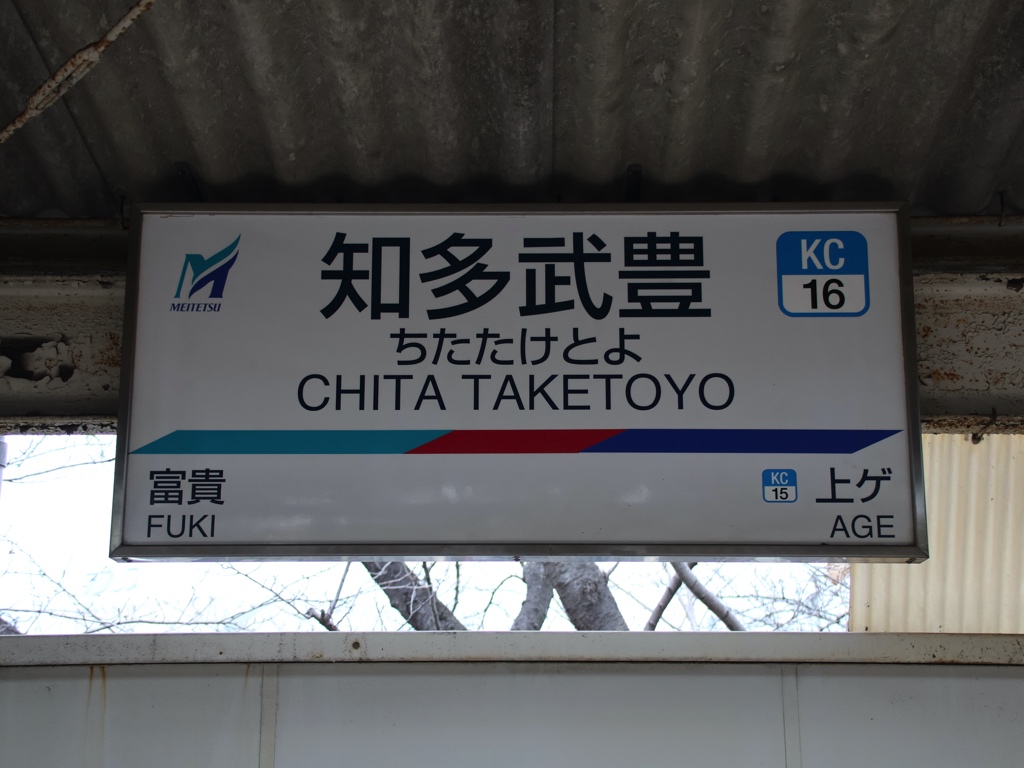 MEITETSU
知多武豊
KC
16
ちたたけとよ
CHITA TAKETOYO
富貴
FUKI
KC
15
上ゲ
AGE